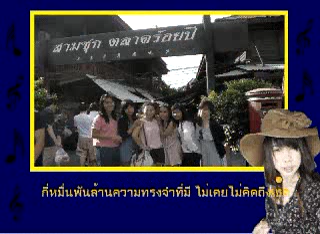 สามชุก ตลาดร้อยปี
กี่หมื่นพันล้านความทรงจำที่มี ไม่เคยไม่คิดถึงเธอ